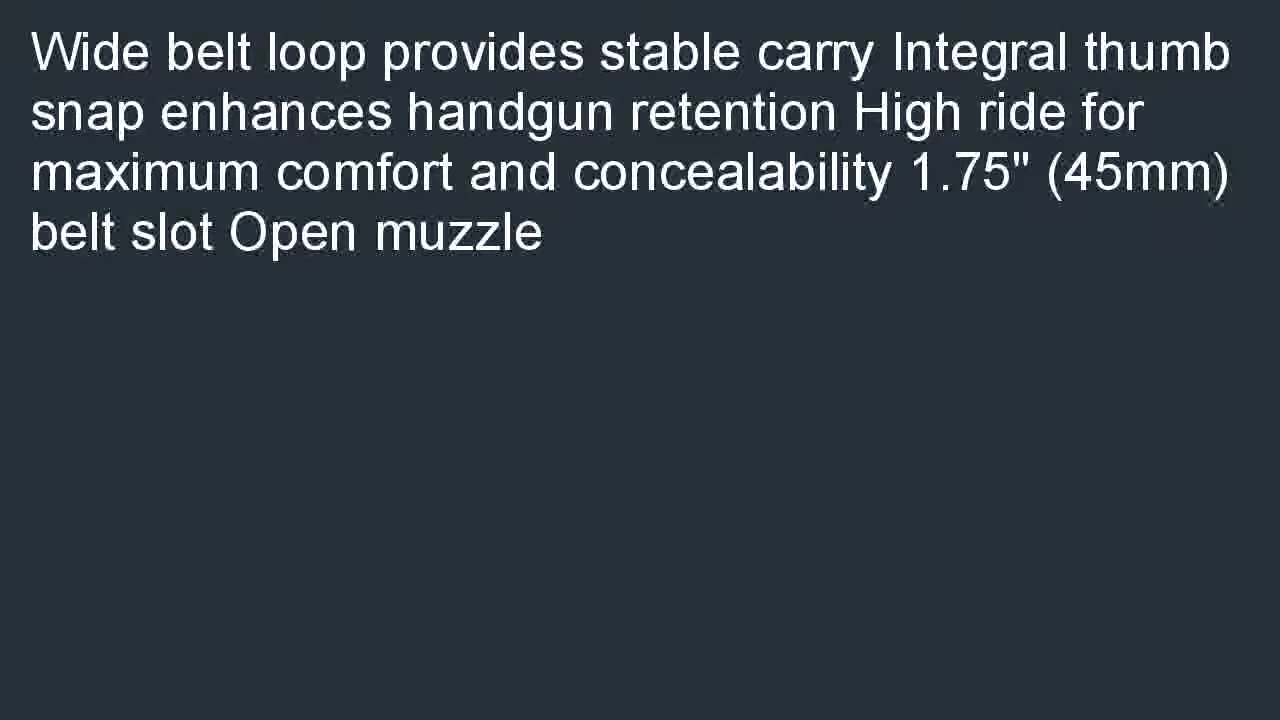 Wide belt loop provides stable carry Integral thumb
snap enhances handgun retention High ride for
maximum comfort and concealability 1.75" (45mm)
belt slot Open muzzle